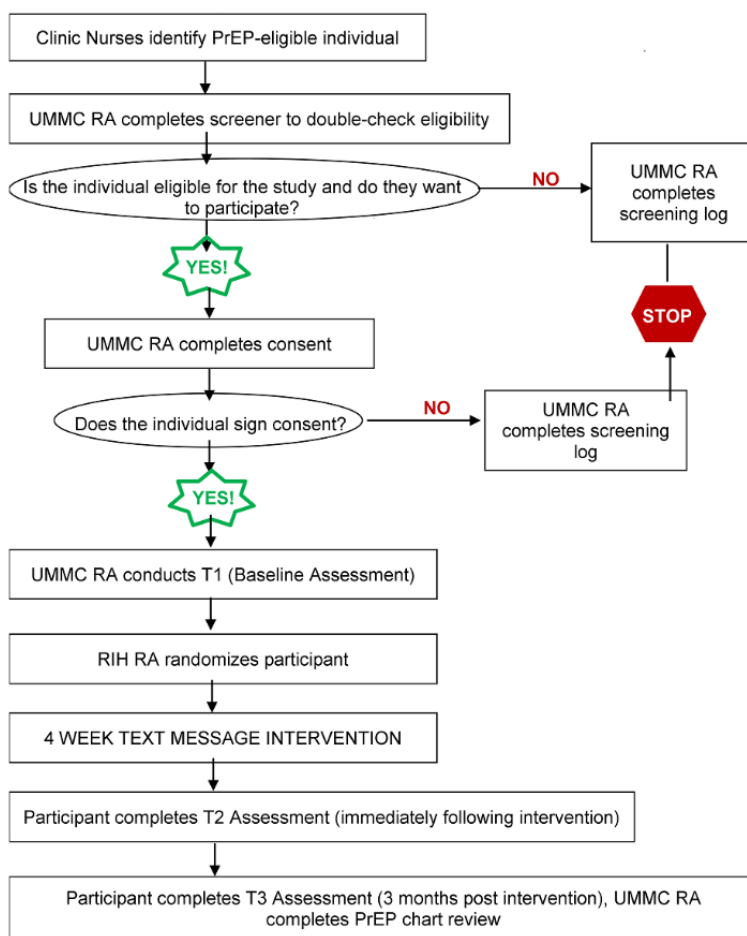 Clinic Nurses identify PrEP-eligible individual
UMMC RA completes screener to double-check eligibility
Is the individual eligible for the study and do they want
to participate?
NO
UMMC RA
completes
screening log
YES!
STOP
UMMC RA completes consent
Does the individual sign consent?
NO
UMMC RA
completes screening
log
YES!
UMMC RA conducts T1 (Baseline Assessment)
RIH RA randomizes participant
4 WEEK TEXT MESSAGE INTERVENTION
Participant completes T2 Assessment (immediately following intervention)
Participant completes T3 Assessment (3 months post intervention), UMMC RA
completes PrEP chart review